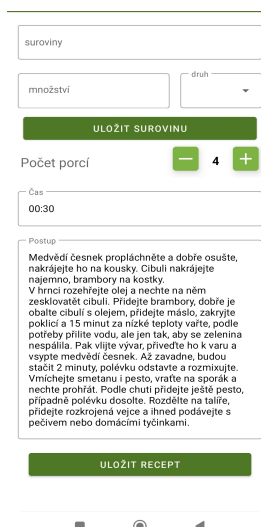 suroviny
množství
druh
ULOŽIT SUROVINU
Počet porcí
4
Čas
00:30
Postup
Medvědí česnek propláchněte a dobře osušte,
nakrájejte ho na kousky. Cibuli nakrájejte
najemno, brambory na kostky.
V hrnci rozehřejte olej a nechte na něm
zesklovatět cibuli. Přidejte brambory, dobře je
obalte cibulí s olejem, přidejte máslo, zakryjte
poklicí a 15 minut za nízké teploty vařte, podle
potřeby přilite vodu, ale jen tak, aby se zelenina
nespálila. Pak vlijte vývar, přiveďte ho k varu a
vsypte medvědí česnek. Až zavadne, budou
stačit 2 minuty, polévku odstavte a rozmixujte.
Vmíchejte smetanu i pesto, vraťte na sporák a
nechte prohřát. Podle chuti přidejte ještě pesto,
případně polévku dosolte. Rozdělte na talíře,
přidejte rozkrojená vejce a ihned podávejte s
pečivem nebo domácími tyčinkami.
ULOŽIT RECEPT